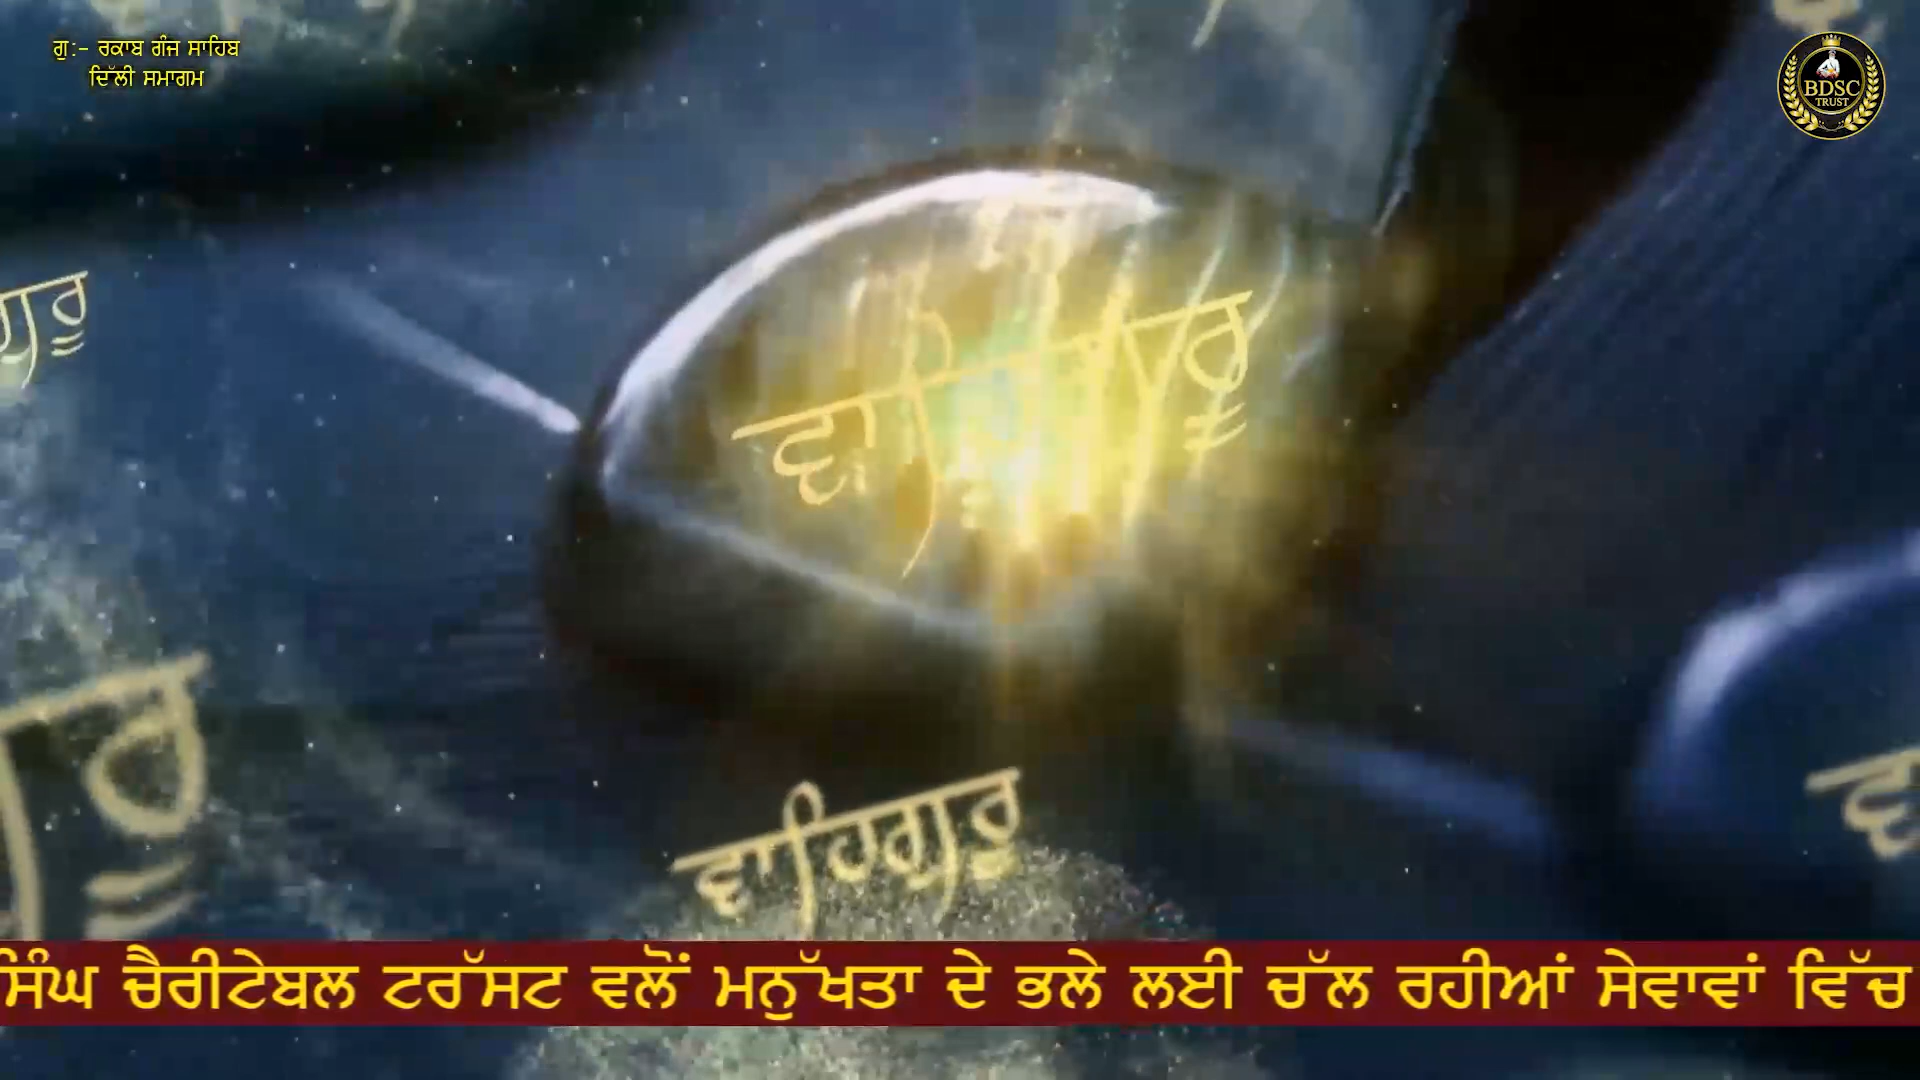 ਗੁ:- ਰਕਾਬ ਗੰਜ ਸਾਹਿਬ
ਦਿੱਲੀ ਸਮਾਗਮ
BDSC
TRUST
ਵਾਹਿਗੁਰੂ
ਵਾਹਿਗੁਰੂ
ਸਿੰਘ ਚੈਰੀਟੇਬਲ ਟਰੱਸਟ ਵਲੋਂ ਮਨੁੱਖਤਾ ਦੇ ਭਲੇ ਲਈ ਚੱਲ ਰਹੀਆਂ ਸੇਵਾਵਾਂ ਵਿੱਚ